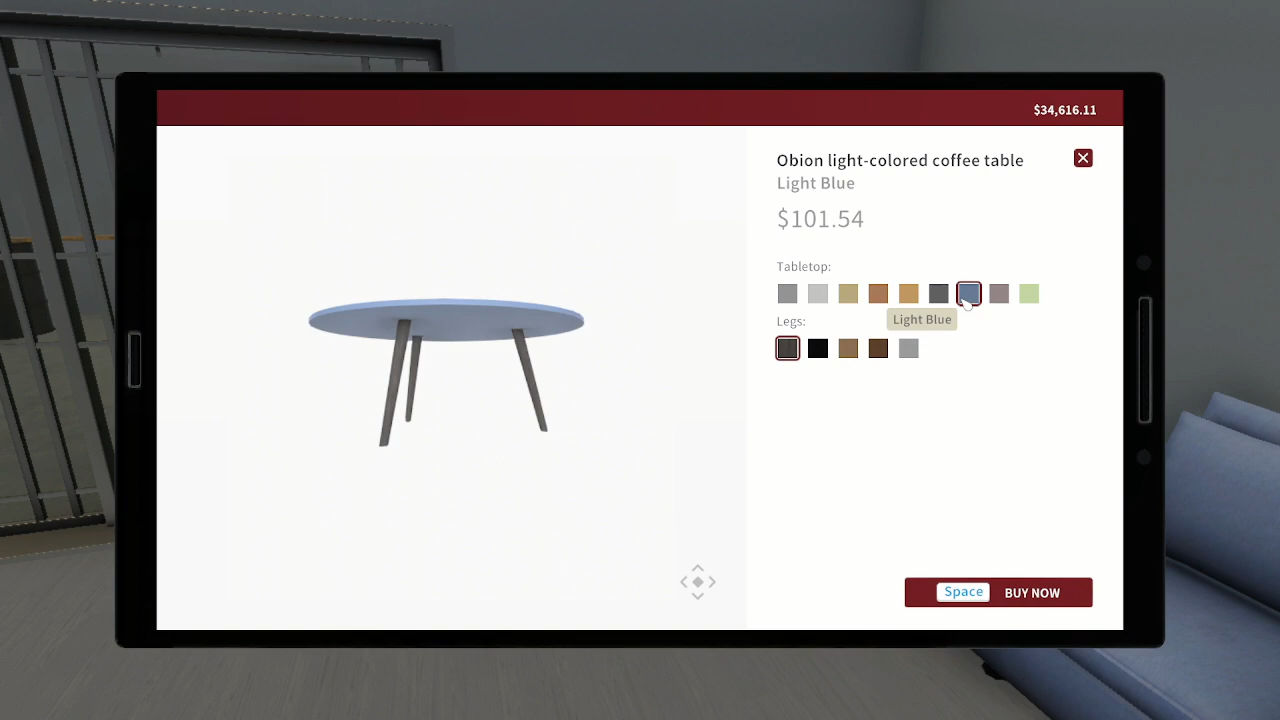 $34,616.11
Obion light-colored coffee table
Light Blue
$101.54
Tabletop:
Light Blue
Legs:
Space BUY NOW